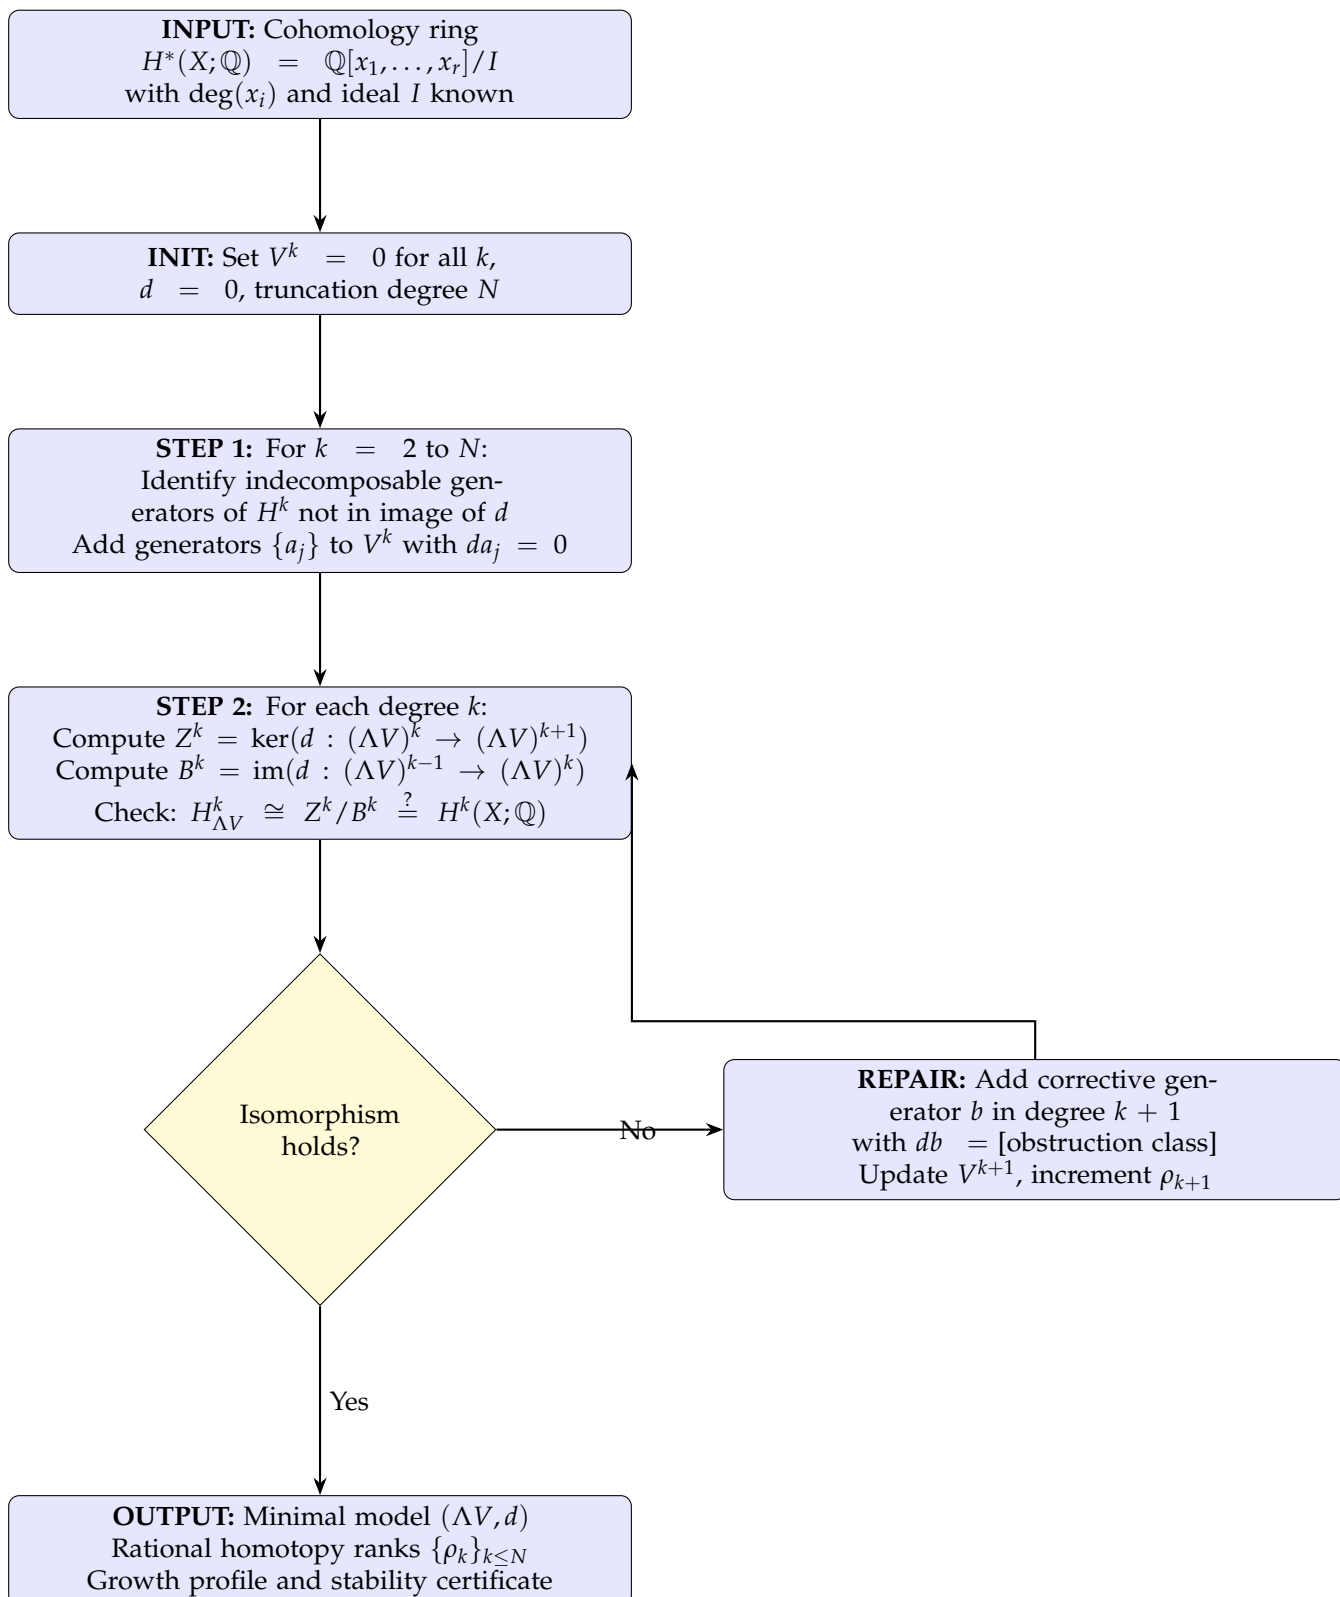 INPUT: Cohomology ring
H*(X; ℚ) = ℚ[x₁, . . . , xᵣ]/I
with deg(xᵢ) and ideal I known
INIT: Set Vᵏ = 0 for all k,
d = 0, truncation degree N
STEP 1: For k = 2 to N:
Identify indecomposable gen-
erators of Hᵏ not in image of d
Add generators {aⱼ} to Vᵏ with daⱼ = 0
STEP 2: For each degree k:
Compute Zᵏ = ker(d : (ΛV)ᵏ → (ΛV)ᵏ⁺¹)
Compute Bᵏ = im(d : (ΛV)ᵏ⁻¹ → (ΛV)ᵏ)
Check: H^k_{ΛV} ≅ Zᵏ/Bᵏ ≟ Hᵏ(X; ℚ)
Isomorphism
holds?
No
REPAIR: Add corrective gen-
erator b in degree k + 1
with db = [obstruction class]
Update Vᵏ⁺¹, increment ρₖ₊₁
Yes
OUTPUT: Minimal model (ΛV, d)
Rational homotopy ranks {ρₖ}_{k≤N}
Growth profile and stability certificate